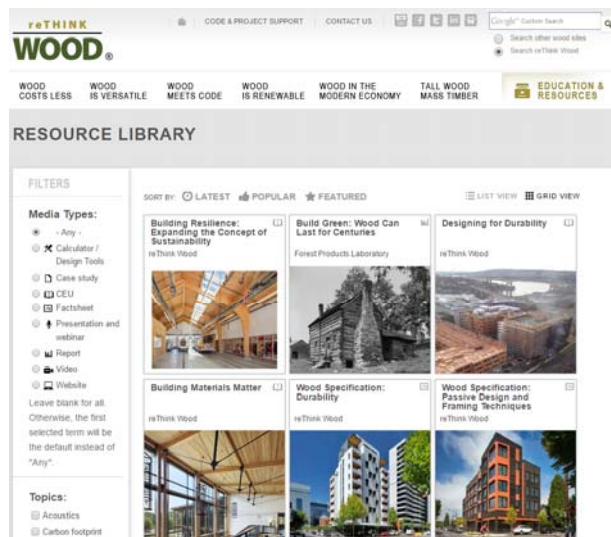 reTHINK
WOOD®
CODE & PROJECT SUPPORT
CONTACT US
Google™ Custom Search
Search other wood sites
Search reThink Wood
WOOD
COSTS LESS
WOOD
IS VERSATILE
WOOD
MEETS CODE
WOOD
IS RENEWABLE
WOOD IN THE
MODERN ECONOMY
TALL WOOD
MASS TIMBER
EDUCATION &
RESOURCES
RESOURCE LIBRARY
FILTERS
Media Types:
- Any -
Calculator /
Design Tools
Case study
CEU
Factsheet
Presentation and
webinar
Report
Video
Website
Leave blank for all.
Otherwise, the first
selected term will be
the default instead of
"Any".
Topics:
Acoustics
Carbon footprint
SORT BY: LATEST POPULAR FEATURED
LIST VIEW GRID VIEW
Building Resilience:
Expanding the Concept of
Sustainability
reThink Wood
Build Green: Wood Can
Last for Centuries
Forest Products Laboratory
Designing for Durability
reThink Wood
Building Materials Matter
reThink Wood
Wood Specification:
Durability
reThink Wood
Wood Specification:
Passive Design and
Framing Techniques
reThink Wood